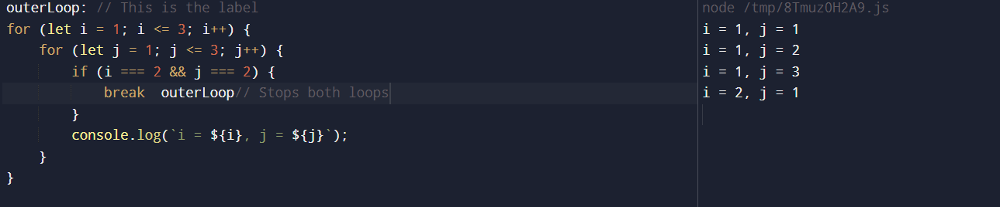 outerLoop: // This is the label
for (let i = 1; i <= 3; i++) {
    for (let j = 1; j <= 3; j++) {
        if (i === 2 && j === 2) {
            break  outerLoop// Stops both loops
        }
        console.log(`i = ${i}, j = ${j}`);
    }
}
node /tmp/8Tmuz0H2A9.js
i = 1, j = 1
i = 1, j = 2
i = 1, j = 3
i = 2, j = 1